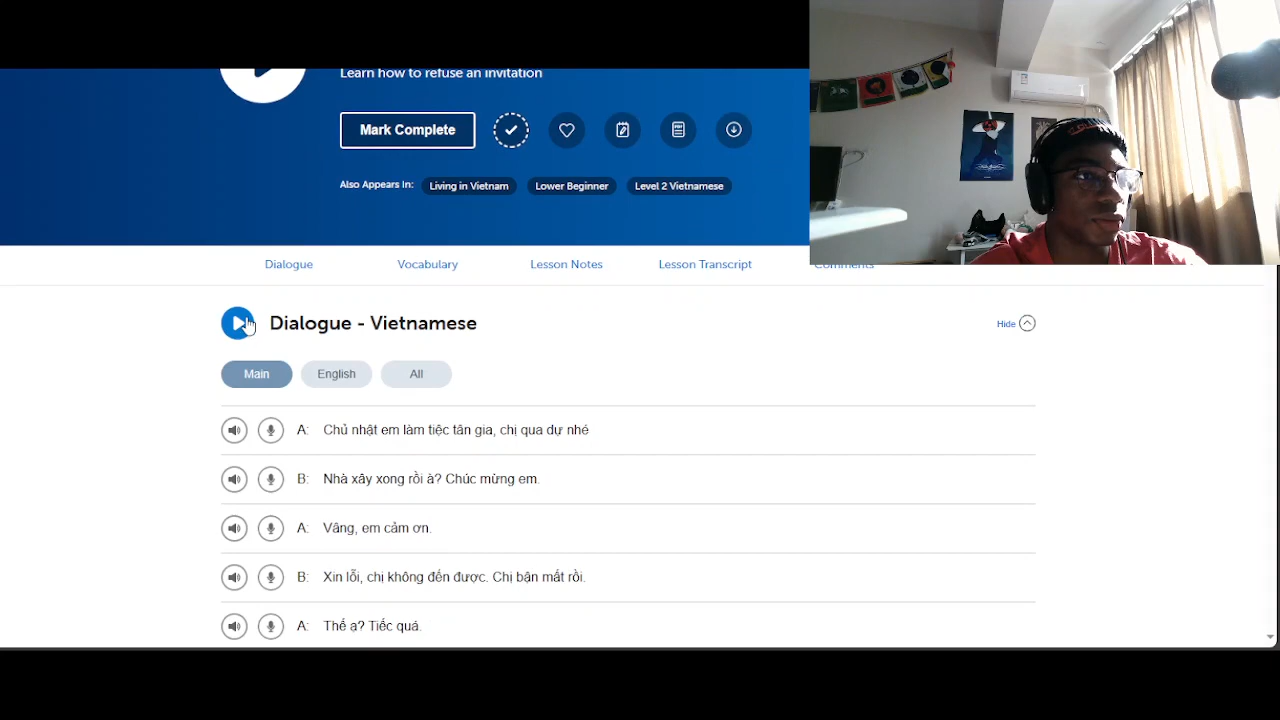 Learn how to refuse an invitation
Mark Complete
Also Appears In: Living in Vietnam Lower Beginner Level 2 Vietnamese
Dialogue Vocabulary Lesson Notes Lesson Transcript Comments
Dialogue - Vietnamese
Hide
Main English All
A: Chủ nhật em làm tiệc tân gia, chị qua dự nhé
B: Nhà xây xong rồi à? Chúc mừng em.
A: Vâng, em cảm ơn.
B: Xin lỗi, chị không đến được. Chị bận mất rồi.
A: Thế ạ? Tiếc quá.